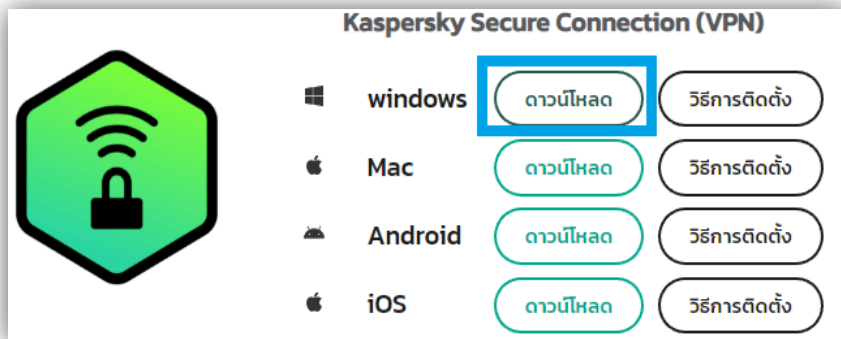 Kaspersky Secure Connection (VPN)
windows ดาวน์โหลด วิธีการติดตั้ง
Mac ดาวน์โหลด วิธีการติดตั้ง
Android ดาวน์โหลด วิธีการติดตั้ง
iOS ดาวน์โหลด วิธีการติดตั้ง